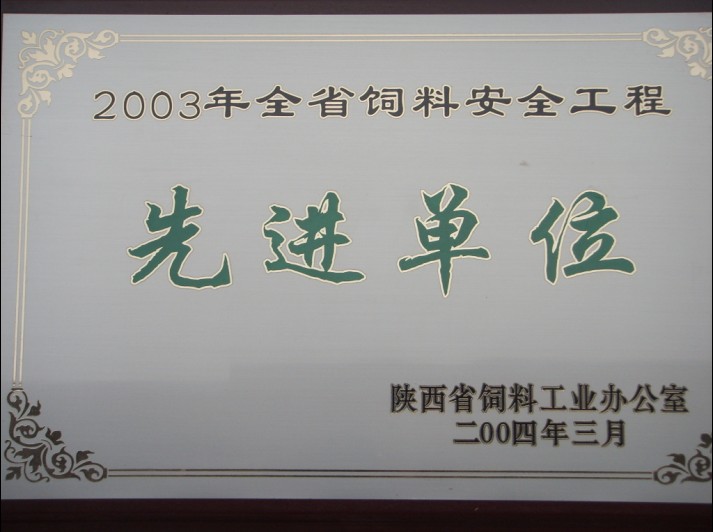 2003年全省饲料安全工程
先进单位
陕西省饲料工业办公室
二00四年三月